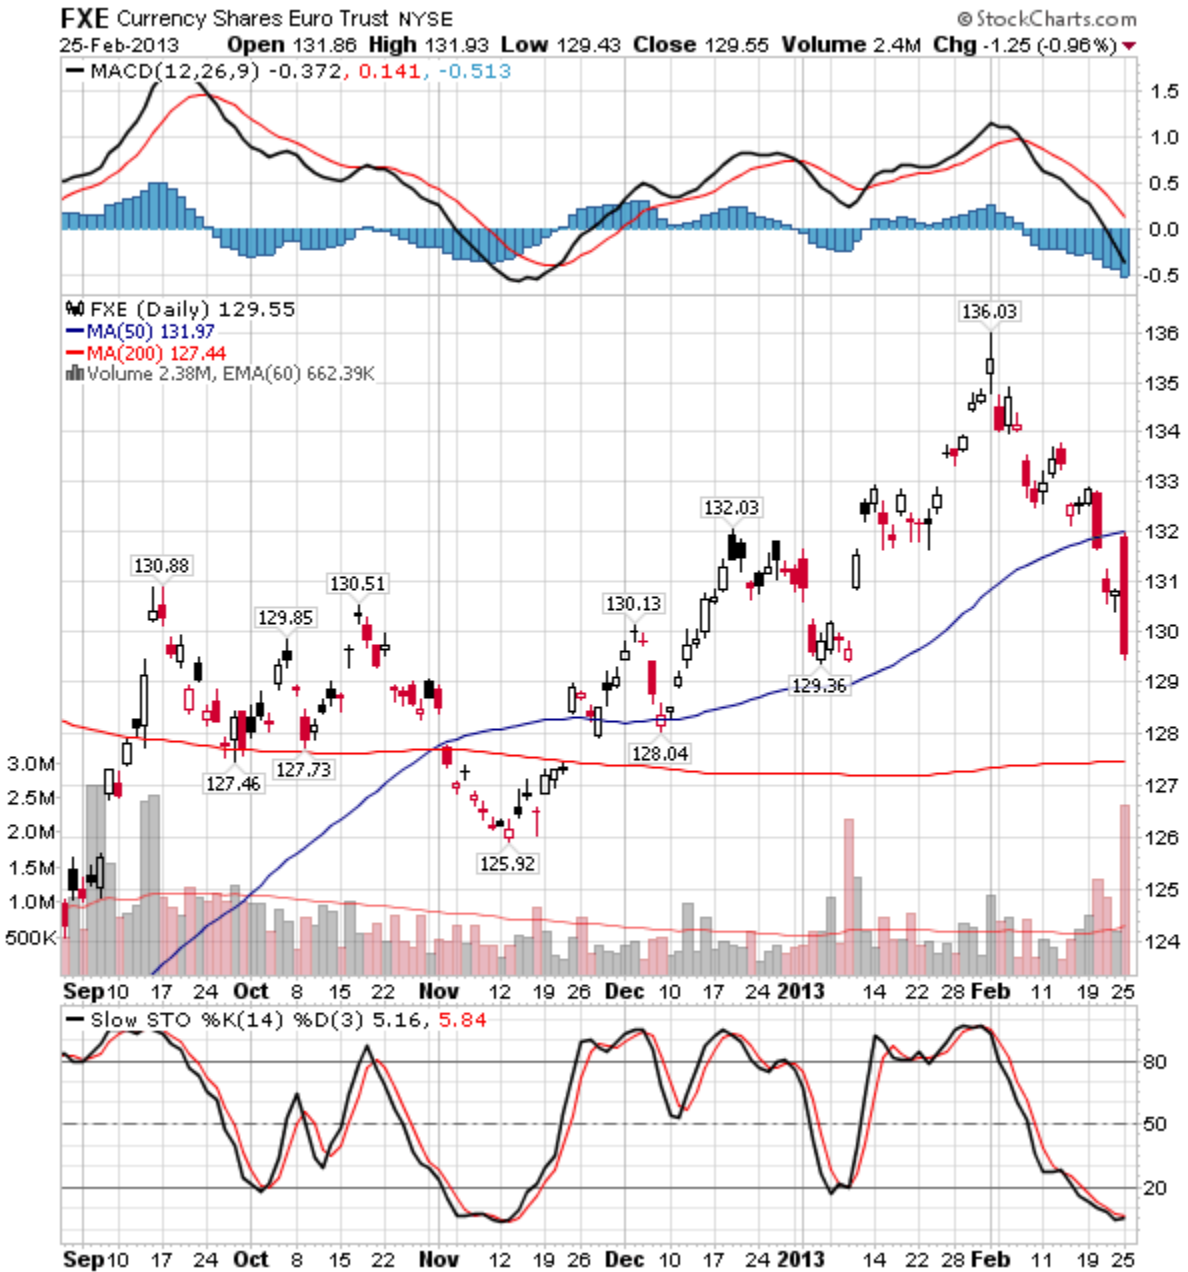 FXE Currency Shares Euro Trust NYSE © StockCharts.com
25-Feb-2013 Open 131.86 High 131.93 Low 129.43 Close 129.55 Volume 2.4M Chg -1.25 (-0.96%)
MACD(12,26,9) -0.372, 0.141, -0.513
1.5
1.0
0.5
0.0
-0.5
FXE (Daily) 129.55
MA(50) 131.97
MA(200) 127.44
Volume 2.38M, EMA(60) 662.39K
136.03
136
135
134
133
132.03
132
130.88
131
130.51
130.13
129.85
130
129.36
129
128.04
128
127.73
127.46
3.0M
127
2.5M
2.0M
126
125.92
1.5M
125
1.0M
500K
124
Sep 10 17 24 Oct 8 15 22 Nov 12 19 26 Dec 10 17 24 2013 14 22 28 Feb 11 19 25
Slow STO %K(14) %D(3) 5.16, 5.84
80
50
20
Sep 10 17 24 Oct 8 15 22 Nov 12 19 26 Dec 10 17 24 2013 14 22 28 Feb 11 19 25